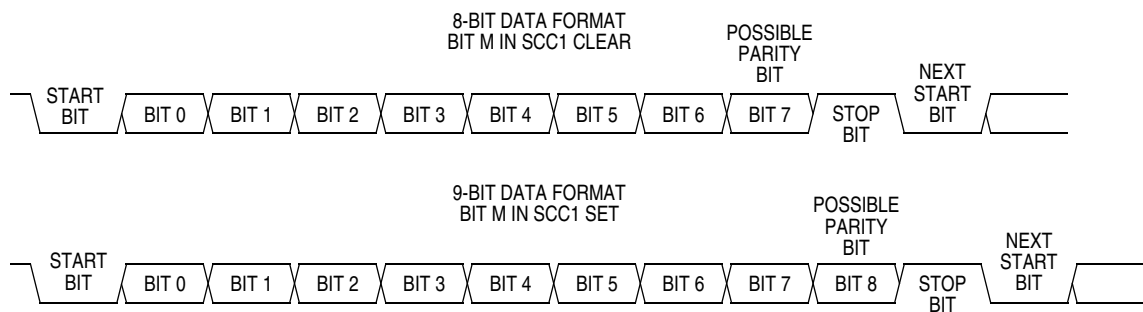 8-BIT DATA FORMAT
BIT M IN SCC1 CLEAR
POSSIBLE
PARITY
BIT
START
BIT
BIT 0
BIT 1
BIT 2
BIT 3
BIT 4
BIT 5
BIT 6
BIT 7
STOP
BIT
NEXT
START
BIT
9-BIT DATA FORMAT
BIT M IN SCC1 SET
POSSIBLE
PARITY
BIT
START
BIT
BIT 0
BIT 1
BIT 2
BIT 3
BIT 4
BIT 5
BIT 6
BIT 7
BIT 8
STOP
BIT
NEXT
START
BIT